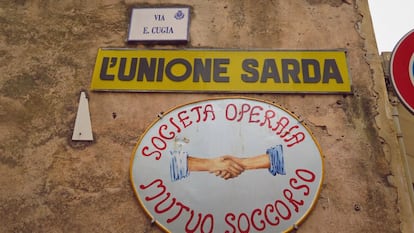 VIA
E. CUGIA
L'UNIONE SARDA
SOCIETÀ OPERAIA
MUTUO SOCCORSO